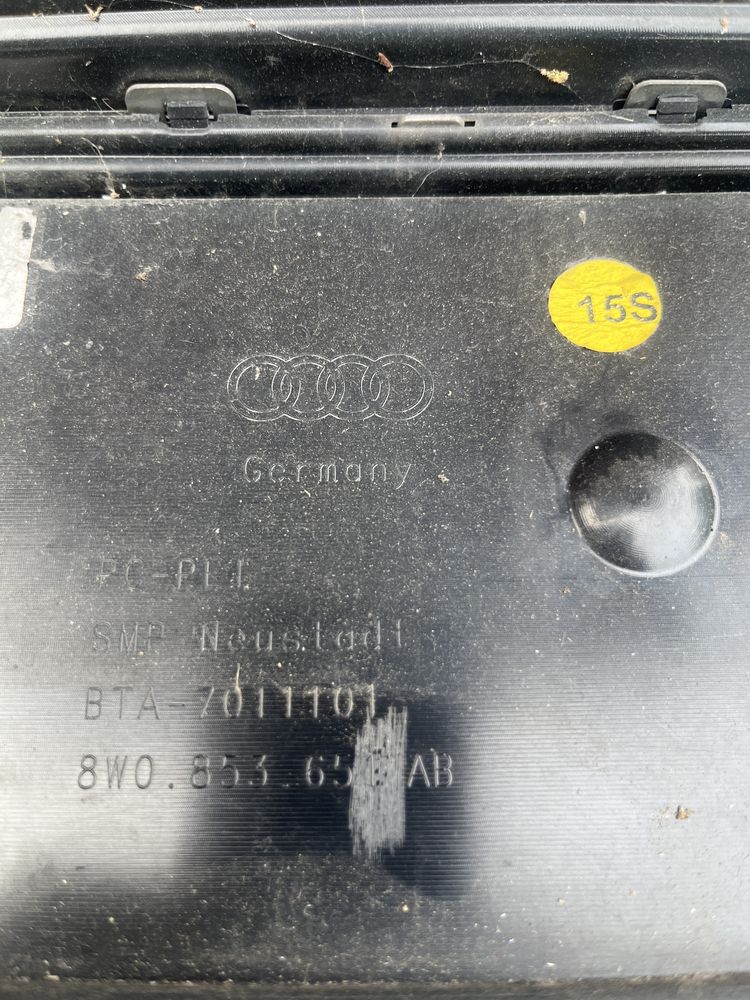 15S
Germany
SMP Neustadt
BTA-7011101
8W0.853.65 AB